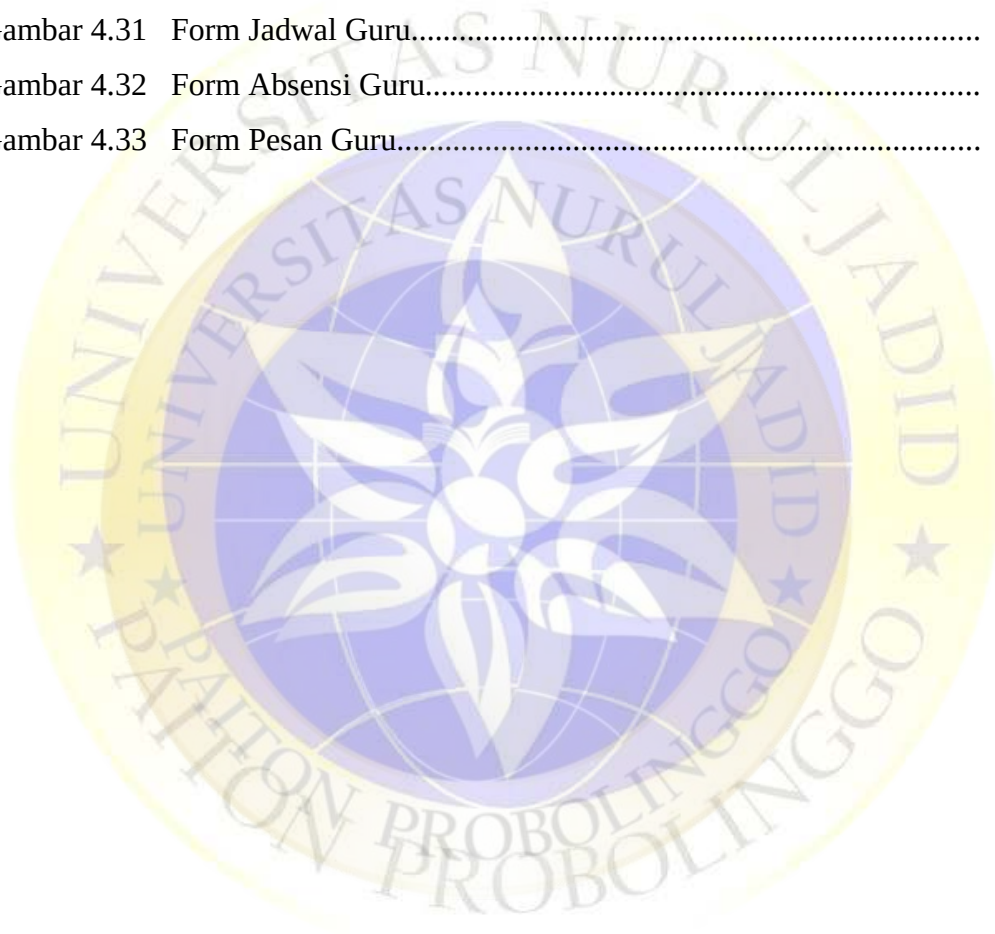 ambar 4.31 Form Jadwal Guru......................................................................
ambar 4.32 Form Absensi Guru....................................................................
ambar 4.33 Form Pesan Guru........................................................................
UNIVERSITAS NURUL JADID
PAITON PROBOLINGGO
UNIVERSITAS NURUL JADID
PAITON PROBOLINGGO